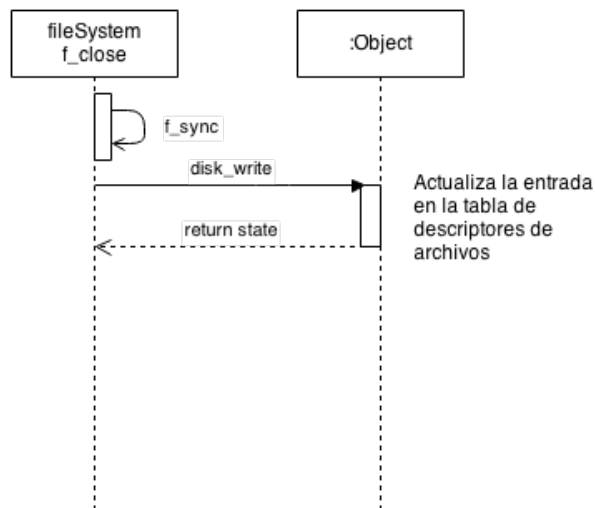 fileSystem
f_close
:Object
f_sync
disk_write
return state
Actualiza la entrada
en la tabla de
descriptores de
archivos